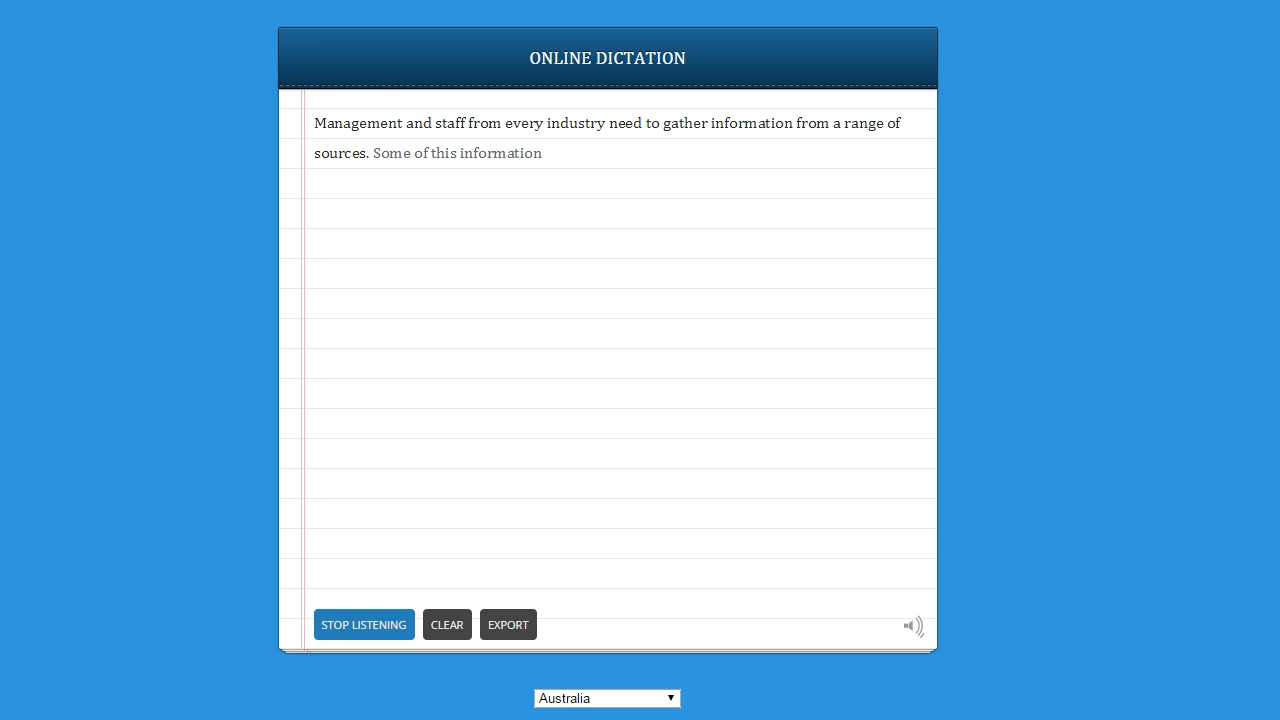 ONLINE DICTATION
Management and staff from every industry need to gather information from a range of
sources. Some of this information
STOP LISTENING
CLEAR
EXPORT
Australia